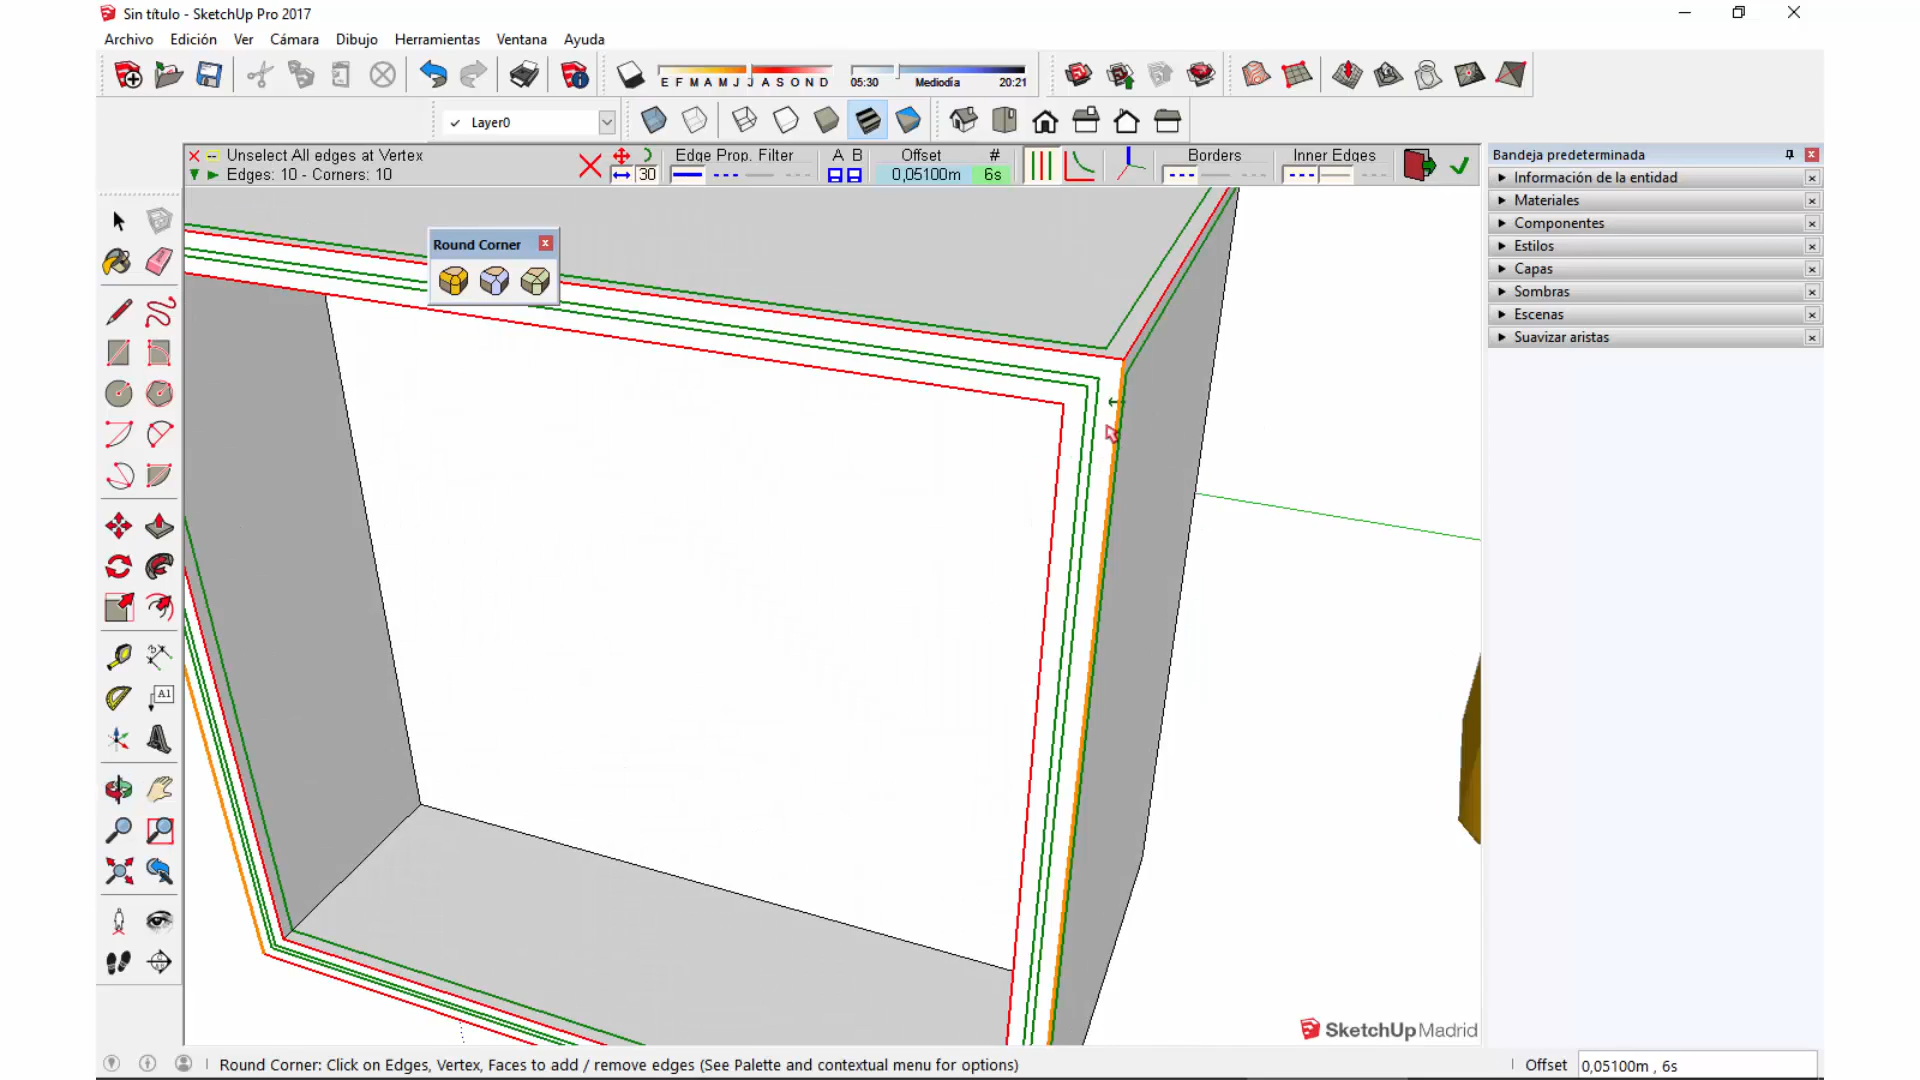 Sin título - SketchUp Pro 2017
Archivo Edición Ver Cámara Dibujo Herramientas Ventana Ayuda
E F M A M J J A S O N D 05:30 Mediodía 20:21
Layer0
Unselect All edges at Vertex
Edges: 10 - Corners: 10
30
Edge Prop. Filter
A B
Offset
0,05100m
#
6s
Borders
Inner Edges
Bandeja predeterminada
Información de la entidad
Materiales
Componentes
Estilos
Capas
Sombras
Escenas
Suavizar aristas
Round Corner
A1
SketchUp Madrid
Round Corner: Click on Edges, Vertex, Faces to add / remove edges (See Palette and contextual menu for options)
Offset 0,05100m , 6s